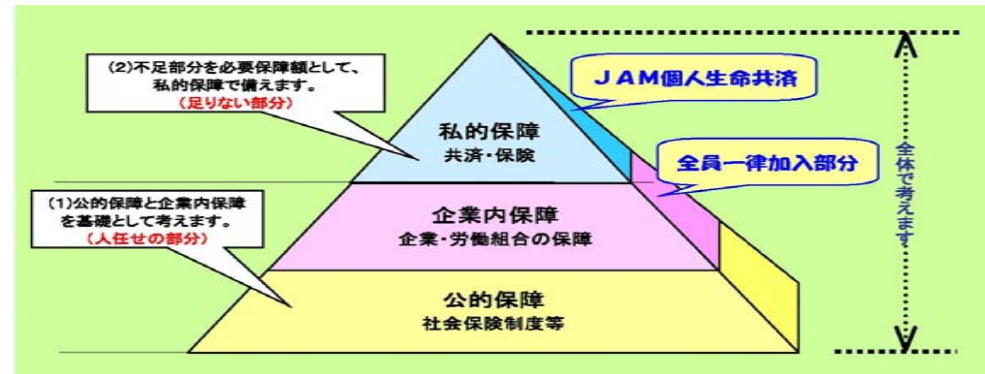 (2)不足部分を必要保障額として、
私的保障で備えます。
(足りない部分)
JAM個人生命共済
私的保障
共済・保険
全員一律加入部分
全体で考えます
(1)公的保障と企業内保障
を基礎として考えます。
(人任せの部分)
企業内保障
企業・労働組合の保障
公的保障
社会保険制度等